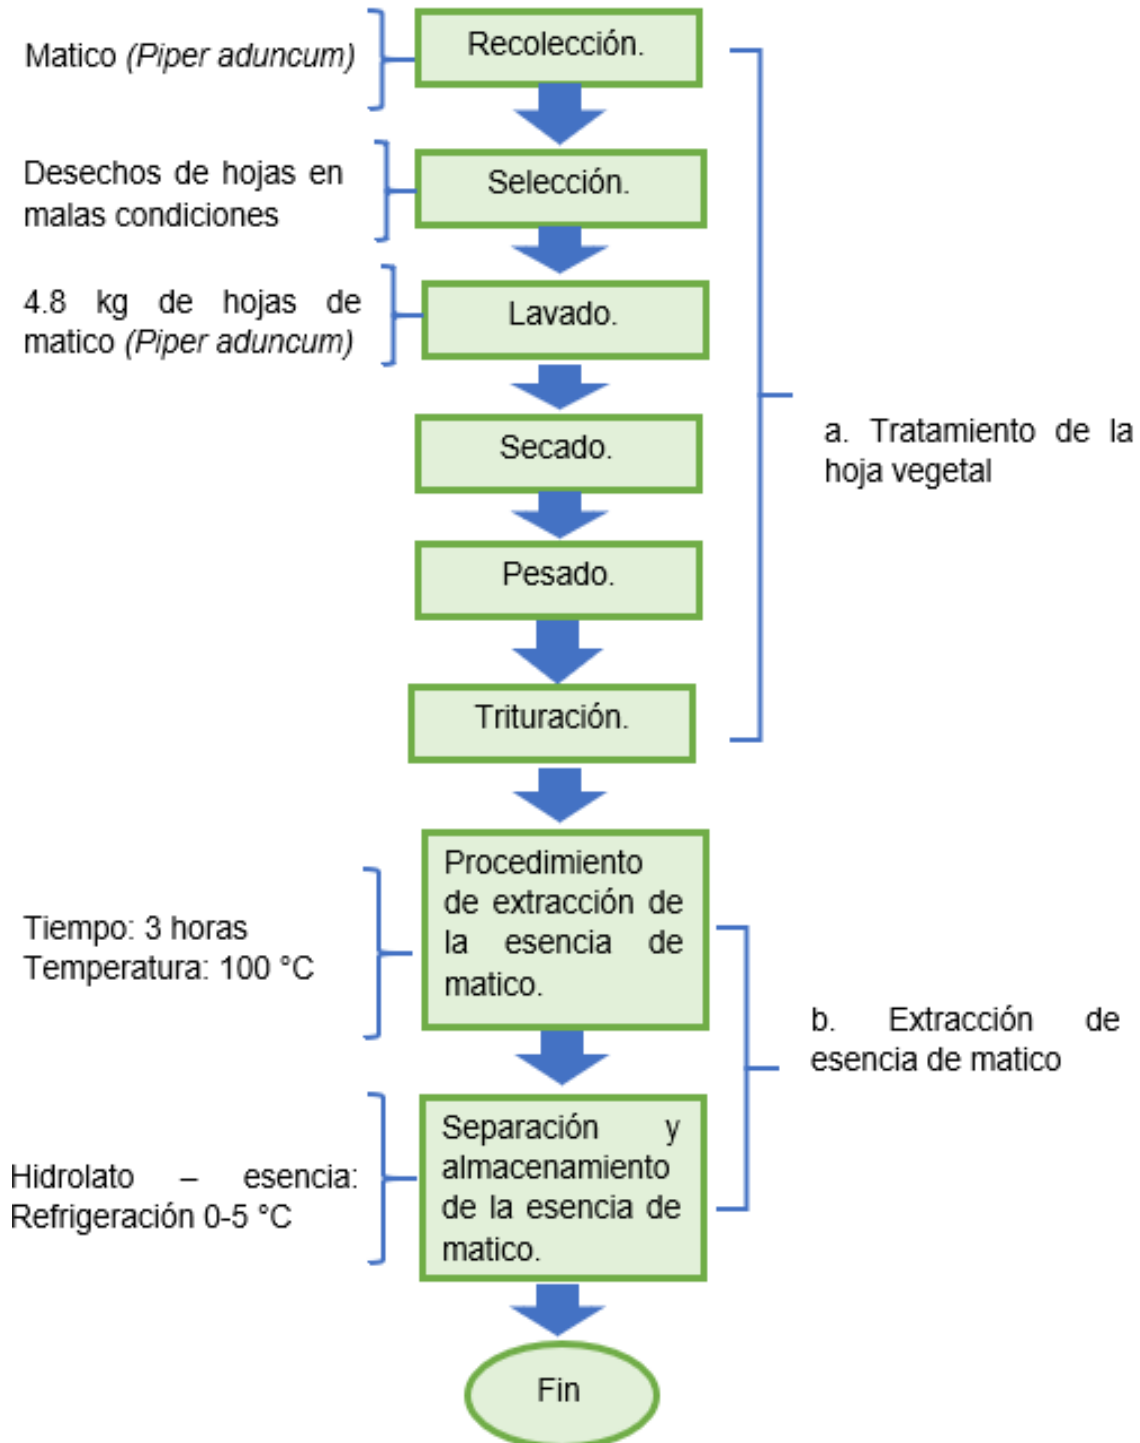 Matico (Piper aduncum)
Recolección.
Desechos de hojas en
malas condiciones
Selección.
4.8 kg de hojas de
matico (Piper aduncum)
Lavado.
Secado.
Pesado.
Trituración.
a. Tratamiento de la
hoja vegetal
Tiempo: 3 horas
Temperatura: 100 °C
Procedimiento
de extracción de
la esencia de
matico.
Hidrolato – esencia:
Refrigeración 0-5 °C
Separación y
almacenamiento
de la esencia de
matico.
b. Extracción de
esencia de matico
Fin